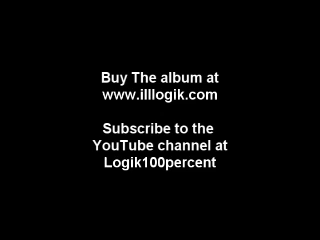 Buy The album at
www.illlogik.com
Subscribe to the
YouTube channel at
Logik100percent